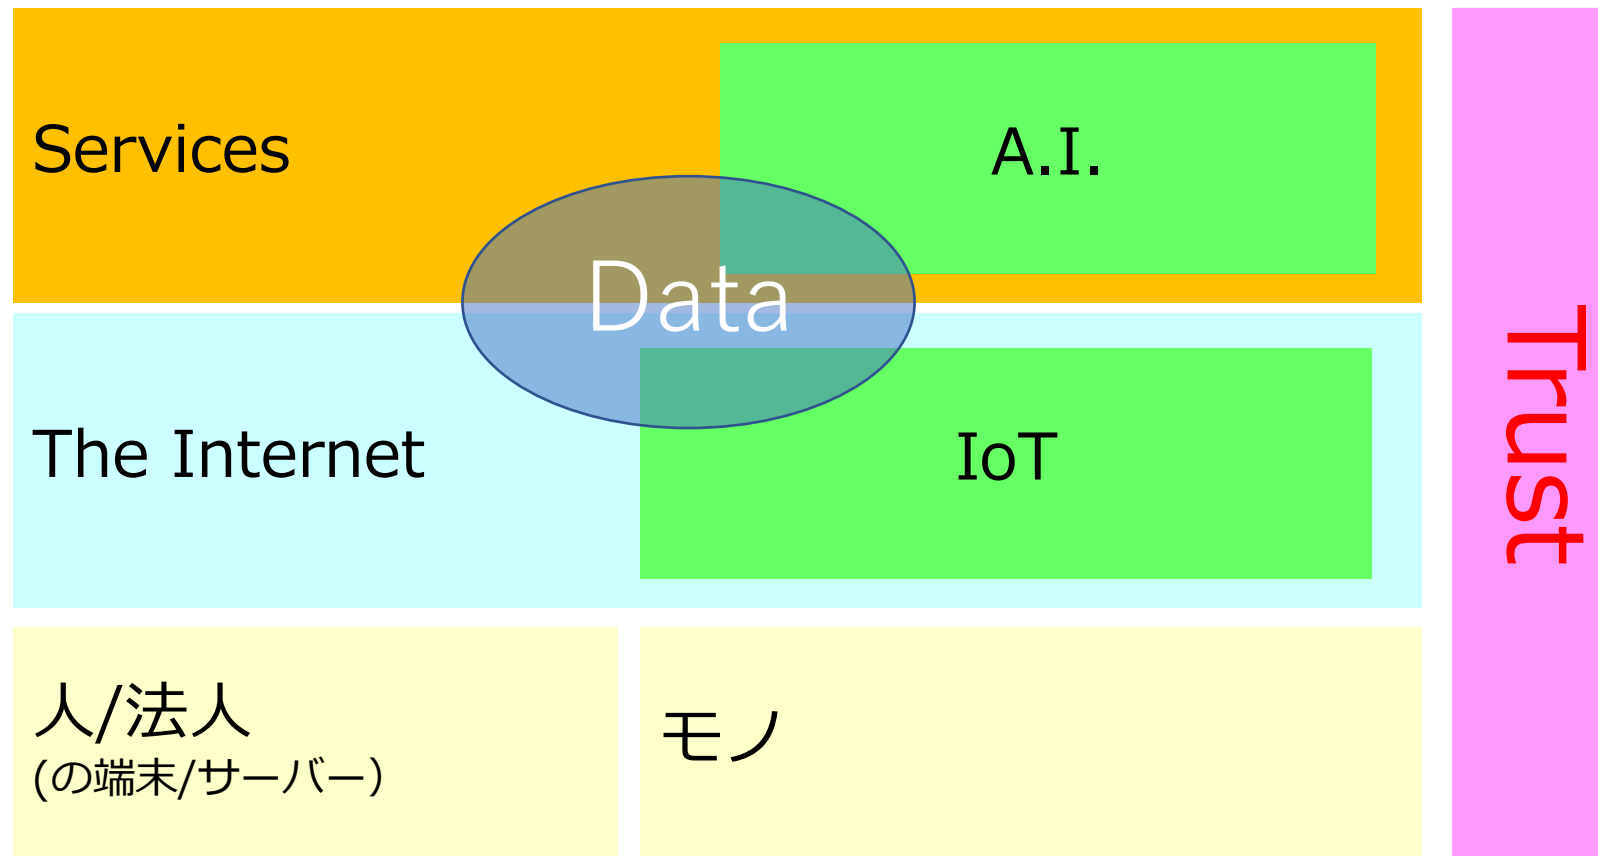 Services
A.I.
Data
The Internet
IoT
人/法人
(の端末/サーバー）
モノ
Trust